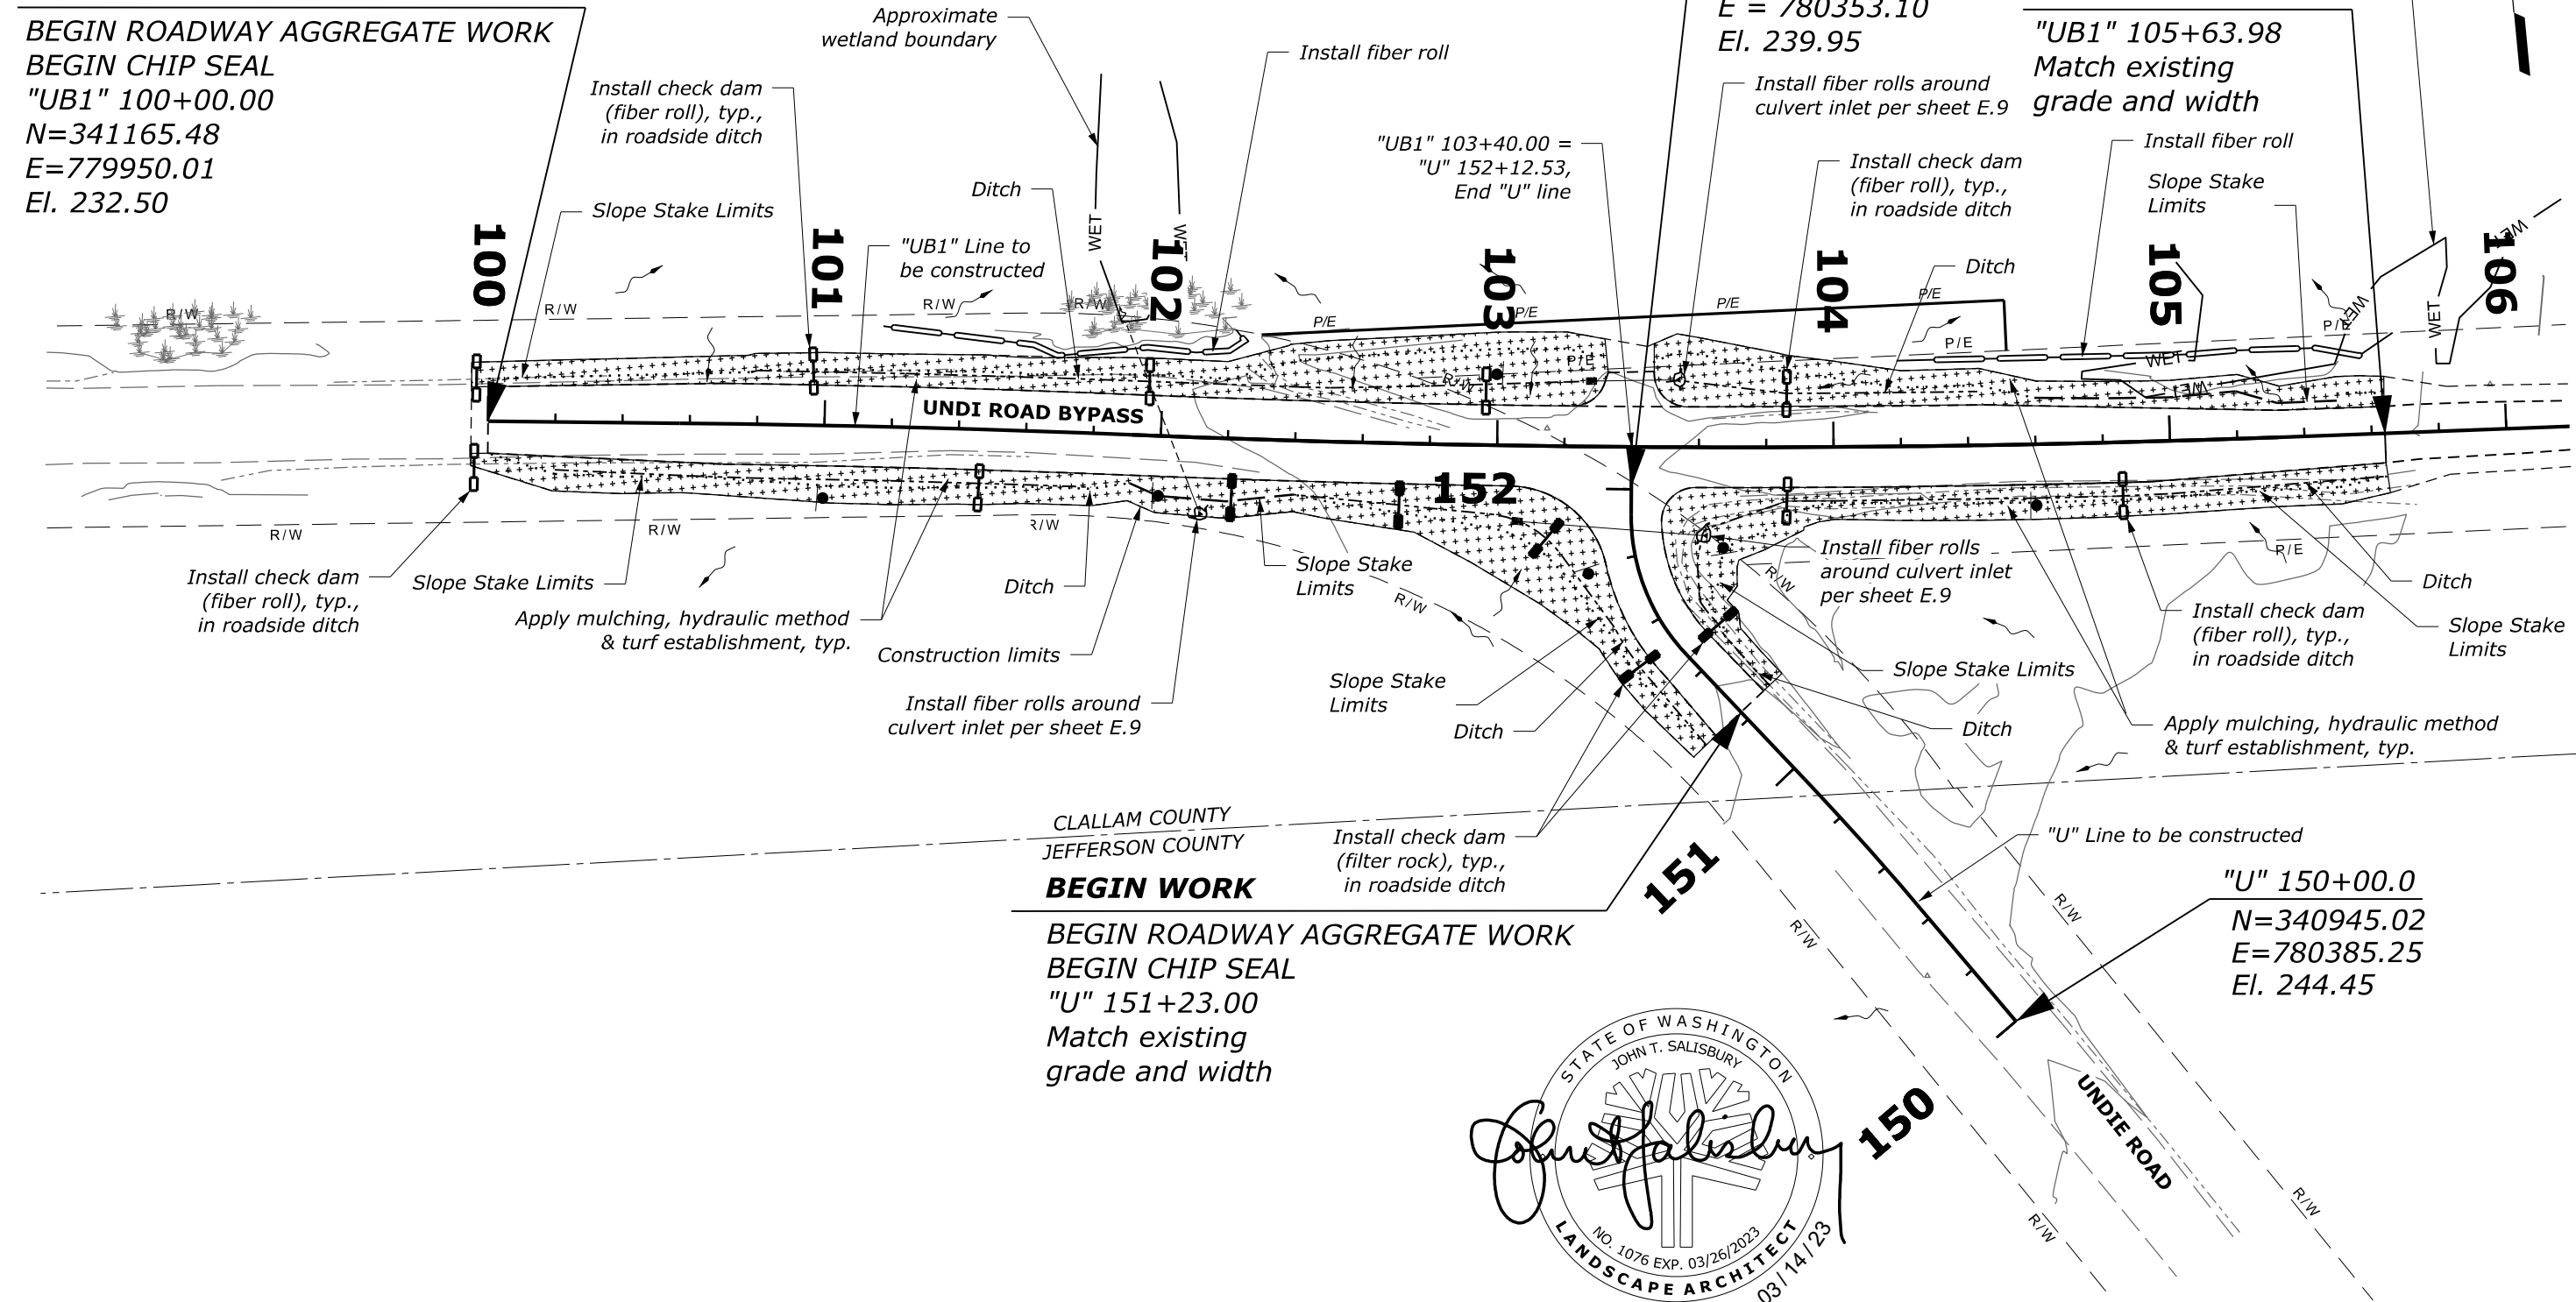 BEGIN ROADWAY AGGREGATE WORK
BEGIN CHIP SEAL
"UB1" 100+00.00
N=341165.48
E=779950.01
El. 232.50
Approximate
wetland boundary
Install fiber roll
E = 780353.10
El. 239.95
"UB1" 105+63.98
Match existing
grade and width
Install check dam
(fiber roll), typ.,
in roadside ditch
Install fiber rolls around
culvert inlet per sheet E.9
"UB1" 103+40.00 =
"U" 152+12.53,
End "U" line
Install check dam
(fiber roll), typ.,
in roadside ditch
Install fiber roll
Slope Stake
Limits
Slope Stake Limits
Ditch
"UB1" Line to
be constructed
Ditch
WET
WET
WET
WET
WET
WET
WET
100
101
102
103
104
105
106
R/W
R/W
R/W
R/W
P/E
P/E
P/E
P/E
P/E
P/E
P/E
R/W
UNDI ROAD BYPASS
152
R/W
R/W
R/W
R/W
R/W
R/E
Install check dam
(fiber roll), typ.,
in roadside ditch
Slope Stake Limits
Apply mulching, hydraulic method
& turf establishment, typ.
Ditch
Construction limits
Install fiber rolls around
culvert inlet per sheet E.9
Slope Stake
Limits
Slope Stake
Limits
Ditch
Install fiber rolls
around culvert inlet
per sheet E.9
Slope Stake Limits
Ditch
Ditch
Install check dam
(fiber roll), typ.,
in roadside ditch
Slope Stake
Limits
Apply mulching, hydraulic method
& turf establishment, typ.
CLALLAM COUNTY
JEFFERSON COUNTY
Install check dam
(filter rock), typ.,
in roadside ditch
151
"U" Line to be constructed
BEGIN WORK
BEGIN ROADWAY AGGREGATE WORK
BEGIN CHIP SEAL
"U" 151+23.00
Match existing
grade and width
"U" 150+00.0
N=340945.02
E=780385.25
El. 244.45
R/W
R/W
R/W
R/W
150
UNDIE ROAD
STATE OF WASHINGTON
JOHN T. SALISBURY
John T Salisbury
NO. 1076 EXP. 03/26/2023
LANDSCAPE ARCHITECT
03/14/23